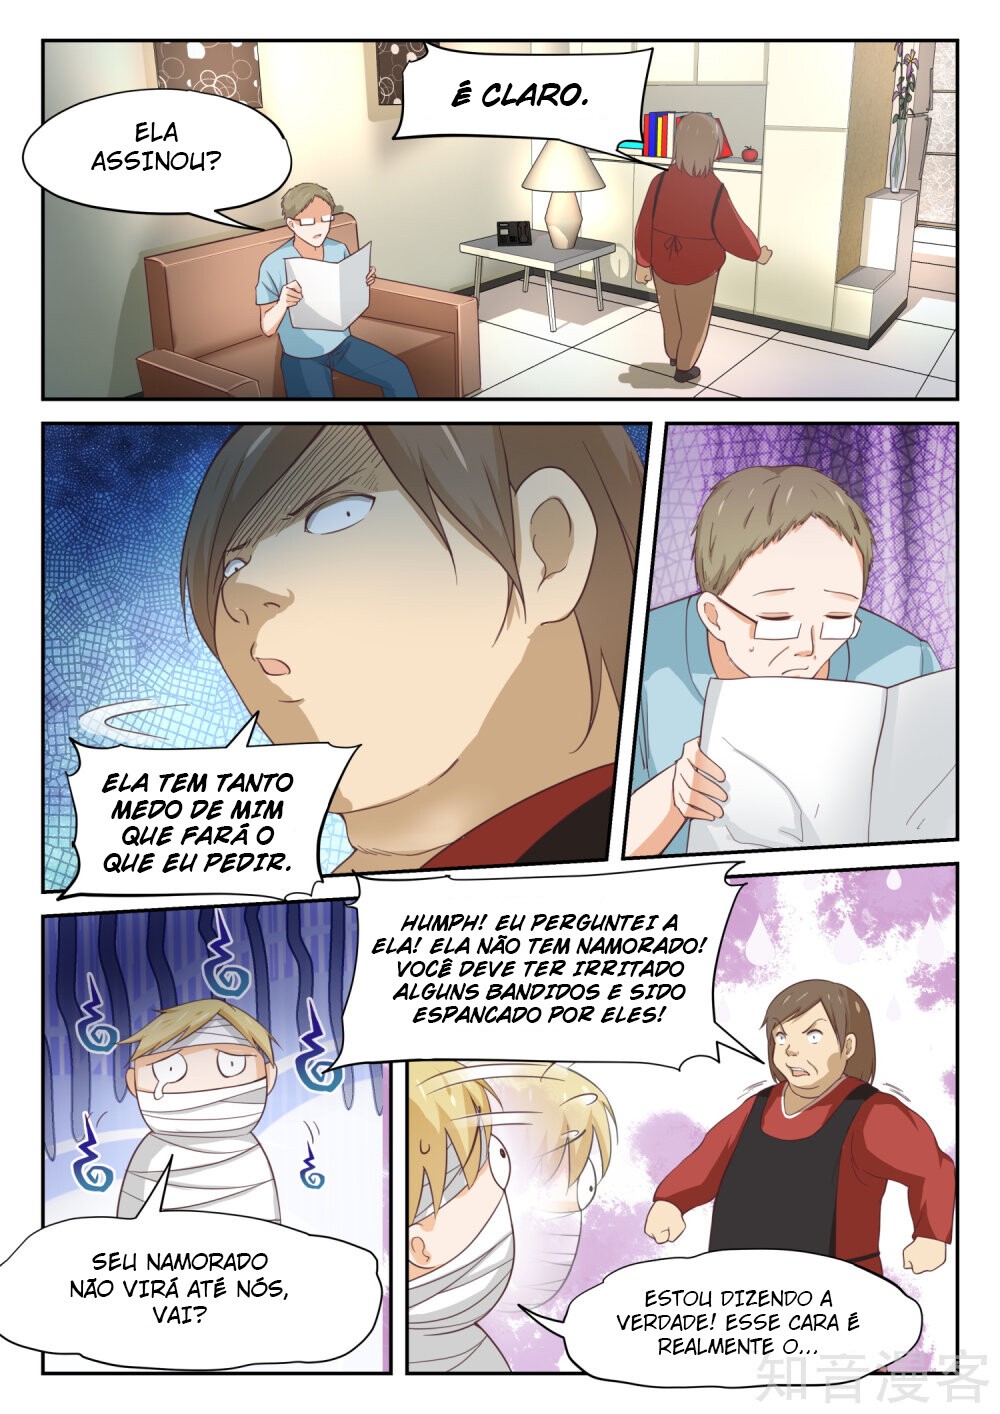 ELA
ASSINOU?
É CLARO.
ELA TEM TANTO
MEDO DE MIM
QUE FARÁ O
QUE EU PEDIR.
HUMPH! EU PERGUNTEI A
ELA! ELA NÃO TEM NAMORADO!
VOCÊ DEVE TER IRRITADO
ALGUNS BANDIDOS E SIDO
ESPANCADO POR ELES!
SEU NAMORADO
NÃO VIRÁ ATÉ NÓS,
VAI?
ESTOU DIZENDO A
VERDADE! ESSE CARA É
REALMENTE O...
知音漫客